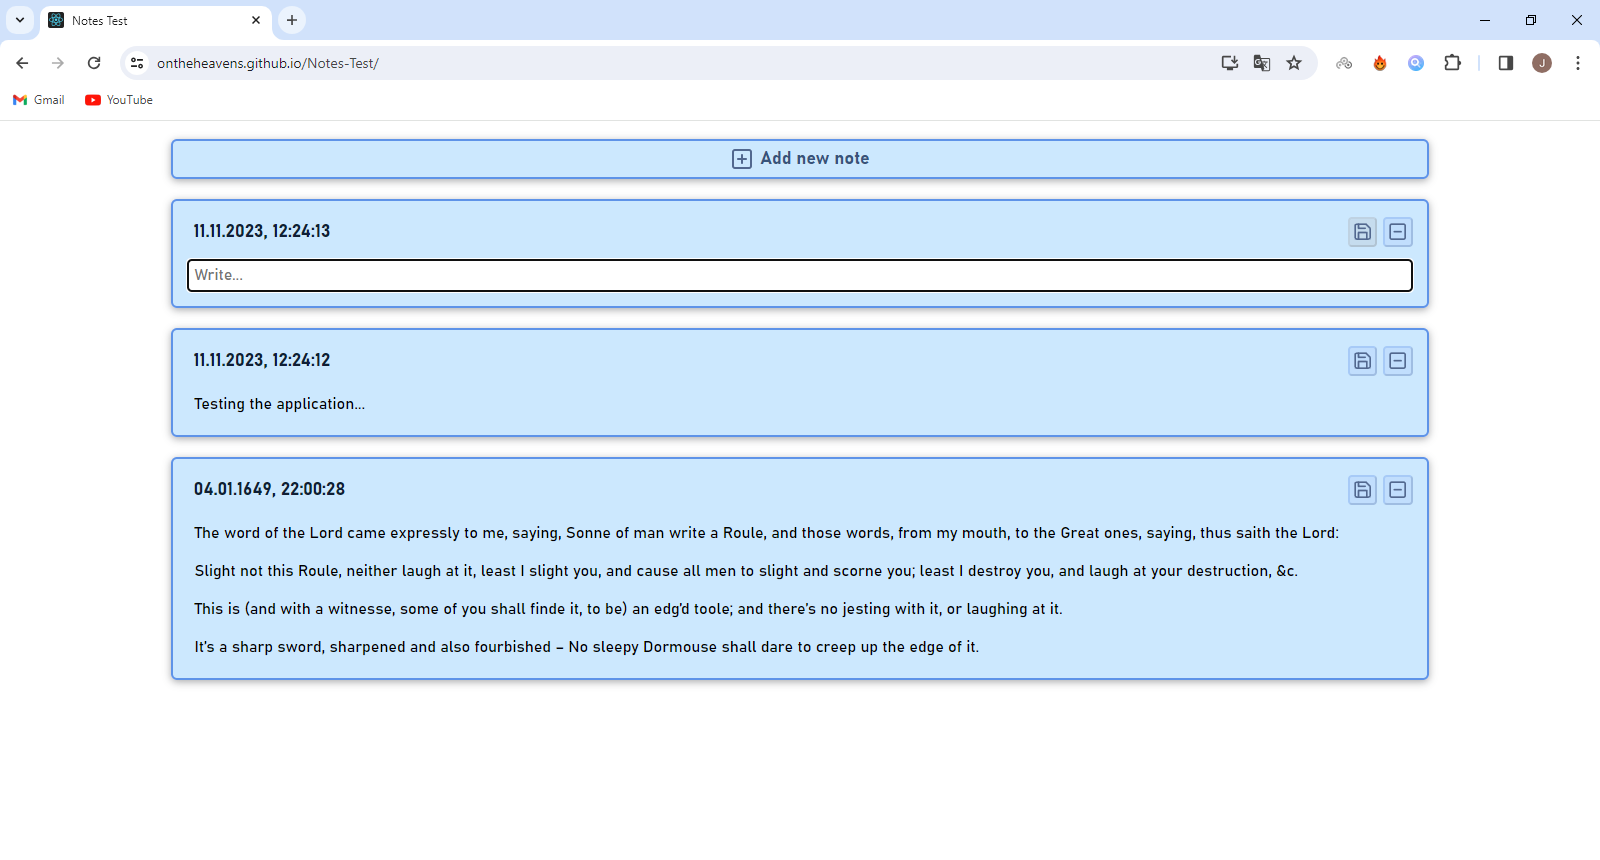 Notes Test
ontheheavens.github.io/Notes-Test/
J
Gmail
YouTube
Add new note
11.11.2023, 12:24:13
Write...
11.11.2023, 12:24:12
Testing the application...
04.01.1649, 22:00:28
The word of the Lord came expressly to me, saying, Sonne of man write a Roule, and those words, from my mouth, to the Great ones, saying, thus saith the Lord:
Slight not this Roule, neither laugh at it, least I slight you, and cause all men to slight and scorne you; least I destroy you, and laugh at your destruction, &c.
This is (and with a witnesse, some of you shall finde it, to be) an edg’d toole; and there’s no jesting with it, or laughing at it.
It’s a sharp sword, sharpened and also fourbished – No sleepy Dormouse shall dare to creep up the edge of it.